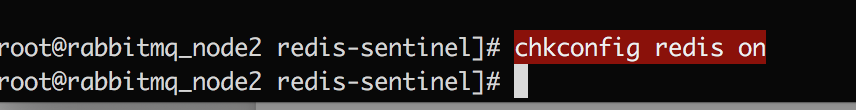 root@rabbitmq_node2 redis-sentinel]# chkconfig redis on
root@rabbitmq_node2 redis-sentinel]#